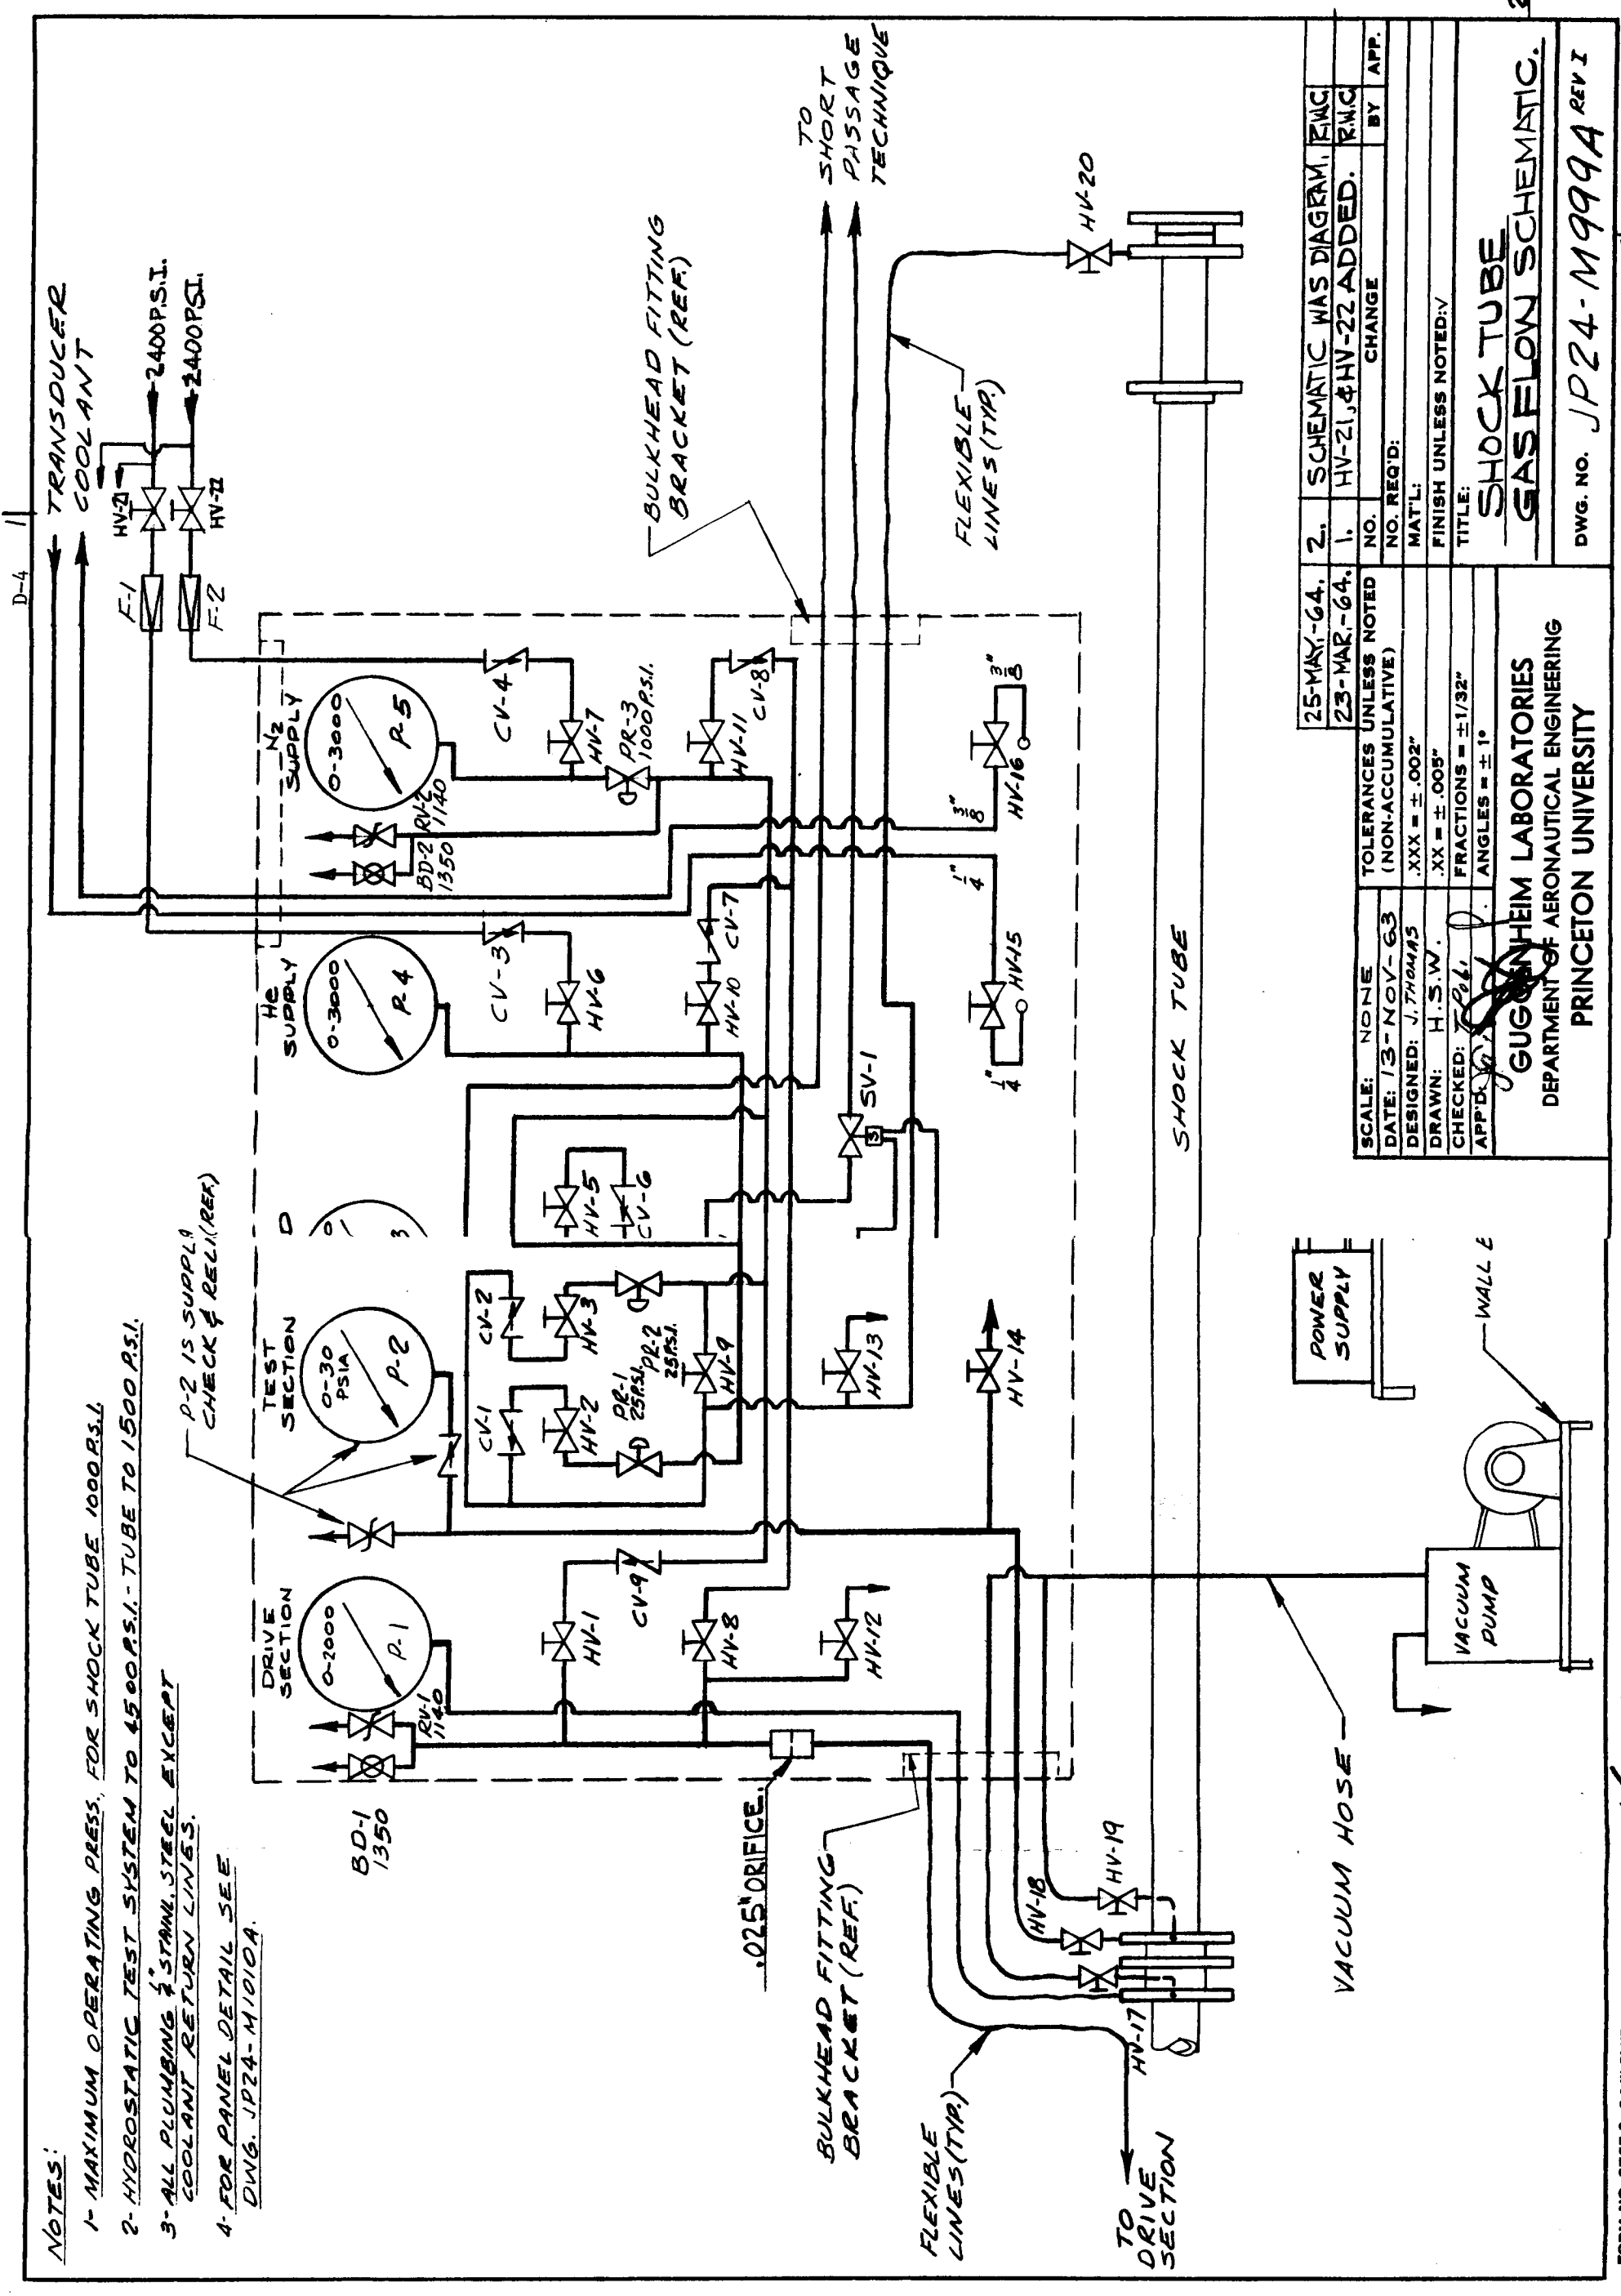 D-4
NOTES:
1- MAXIMUM OPERATING PRESS. FOR SHOCK TUBE 1000 P.S.I.
2- HYDROSTATIC TEST SYSTEM TO 4500 P.S.I. - TUBE TO 1500 P.S.I.
3- ALL PLUMBING ¼" STAINL. STEEL EXCEPT
COOLANT RETURN LINES.
4- FOR PANEL DETAIL SEE
DWG. JP24-M1010A.
TRANSDUCER
COOLANT
2400 P.S.I.
2400 P.S.I.
HV-21
HV-22
F-1
F-2
P-2 IS SUPPL
CHECK & RELI. (REF.)
BD-1
1350
RV-1
1140
DRIVE
SECTION
0-2000
P-1
TEST
SECTION
0-30
PSIA
P-2
D
3
He
SUPPLY
0-3000
P-4
N2
SUPPLY
0-3000
P-5
BD-2
1350
RV-2
1140
CV-1
CV-2
CV-3
CV-4
HV-1
HV-2
HV-3
HV-5
CV-6
HV-6
HV-7
CV-9
PR-1
25 P.S.I.
PR-2
25 P.S.I.
PR-3
1000 P.S.I.
HV-8
HV-9
HV-10
CV-7
HV-11
CV-8
BULKHEAD FITTING
BRACKET (REF.)
.025" ORIFICE.
HV-12
HV-13
SV-1
S
TO
SHORT
PASSAGE
TECHNIQUE
BULKHEAD FITTING
BRACKET (REF.)
HV-14
¼"
HV-15
¼"
⅜"
HV-16
⅜"
FLEXIBLE
LINES (TYP.)
FLEXIBLE
LINES (TYP.)
HV-17
HV-18
HV-19
HV-20
TO
DRIVE
SECTION
SHOCK TUBE
VACUUM HOSE
VACUUM
PUMP
POWER
SUPPLY
WALL E
25-MAY-64. 2. SCHEMATIC WAS DIAGRAM. R.W.C.
23-MAR.-64. 1. HV-21, & HV-22 ADDED. R.W.C.
NO. CHANGE BY APP.
SCALE: NONE
DATE: 13-NOV-63
DESIGNED: J. THOMAS
DRAWN: H.S.W.
CHECKED:
APP'D:
TOLERANCES UNLESS NOTED
(NON-ACCUMULATIVE)
.XXX = ± .002"
.XX = ± .005"
FRACTIONS = ± 1/32"
ANGLES = ± 1°
NO. REQ'D:
MAT'L:
FINISH UNLESS NOTED: √
TITLE:
SHOCK TUBE
GAS FLOW SCHEMATIC.
GUGGENHEIM LABORATORIES
DEPARTMENT OF AERONAUTICAL ENGINEERING
PRINCETON UNIVERSITY
DWG. NO. JP24-M999A REV I